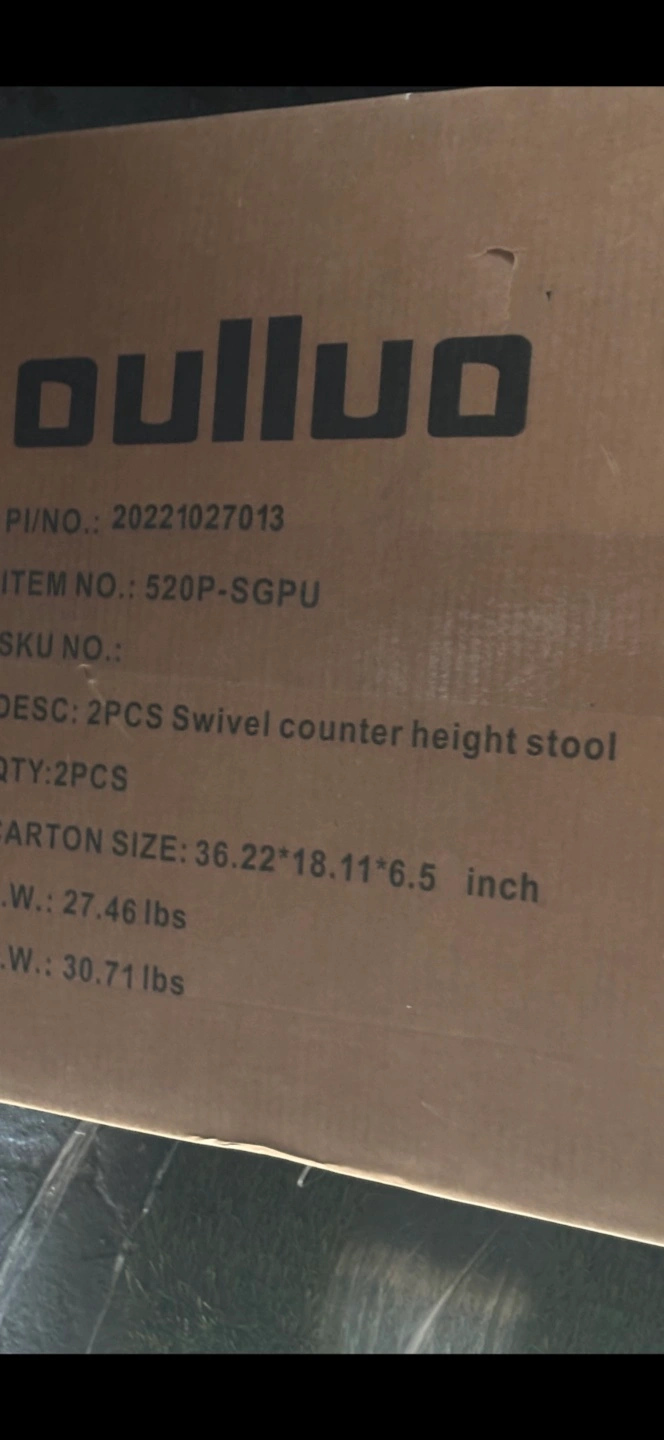 oulluo
PI/NO.: 20221027013
ITEM NO.: 520P-SGPU
SKU NO.:
DESC: 2PCS Swivel counter height stool
QTY:2PCS
CARTON SIZE: 36.22*18.11*6.5 inch
.W.: 27.46 lbs
.W.: 30.71 lbs